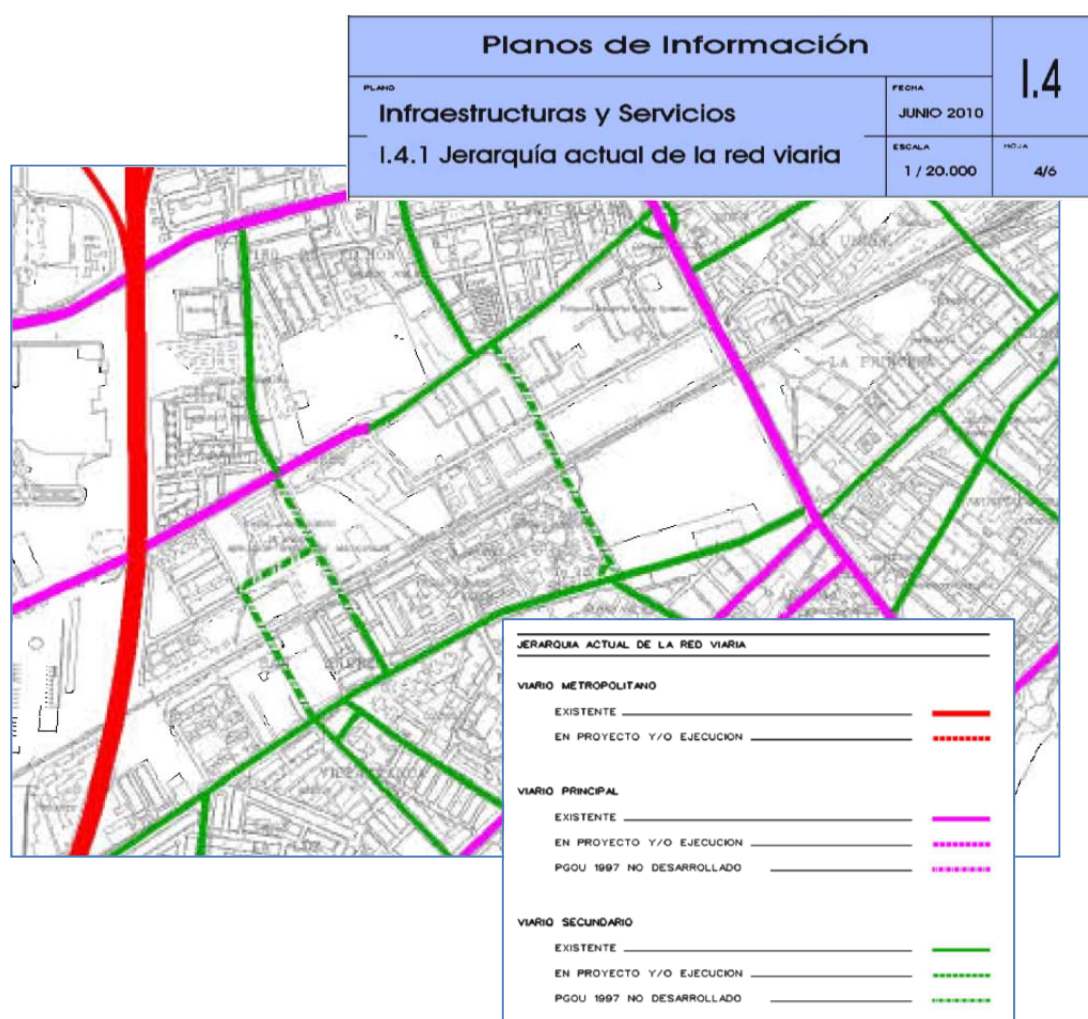 Planos de Información
I.4
PLANO
FECHA
Infraestructuras y Servicios
JUNIO 2010
I.4.1 Jerarquía actual de la red viaria
ESCALA
HOJA
1 / 20.000
4/6
LA UNION
LA PRINCESA
JERARQUIA ACTUAL DE LA RED VIARIA
VIARIO METROPOLITANO
EXISTENTE
EN PROYECTO Y/O EJECUCION
VIARIO PRINCIPAL
EXISTENTE
EN PROYECTO Y/O EJECUCION
PGOU 1997 NO DESARROLLADO
VIARIO SECUNDARIO
EXISTENTE
EN PROYECTO Y/O EJECUCION
PGOU 1997 NO DESARROLLADO